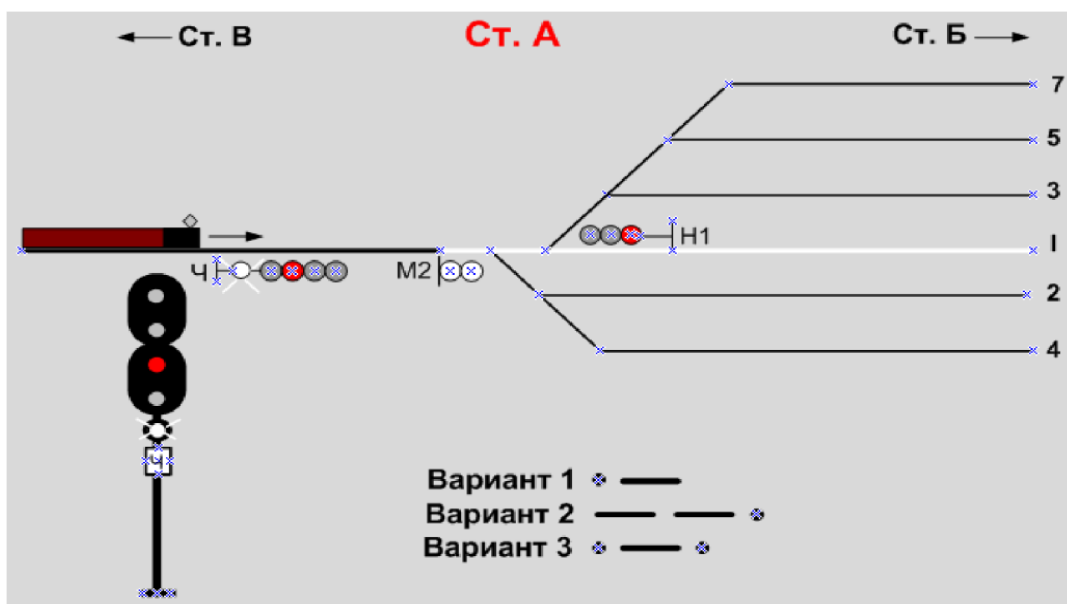 Ст. В Ст. А Ст. Б
7
5
3
Н1 I
Ч М2
2
4
Ч
Вариант 1
Вариант 2
Вариант 3